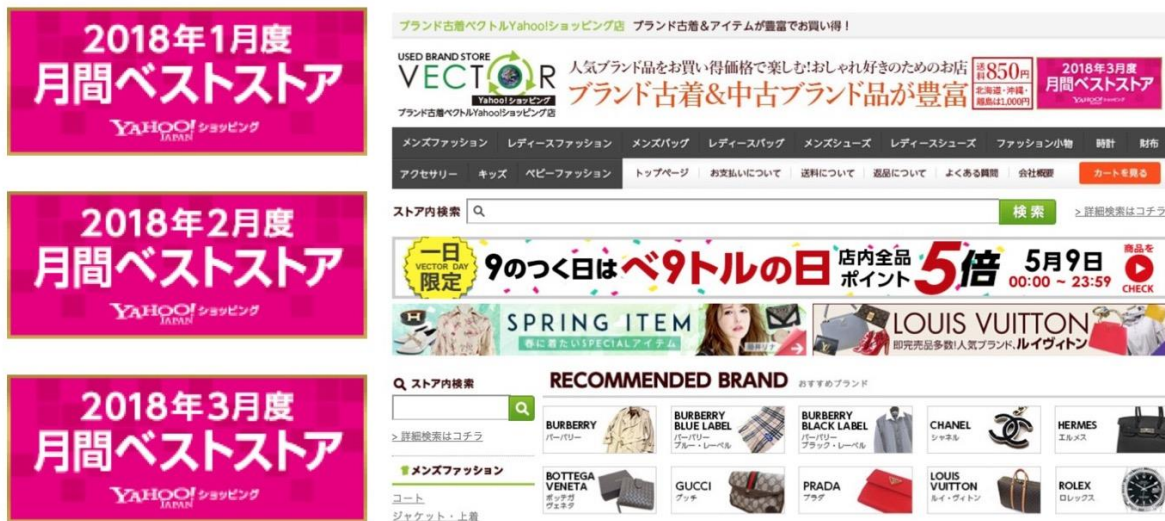 2018年1月度
月間ベストストア
YAHOO! JAPAN ショッピング
2018年2月度
月間ベストストア
YAHOO! JAPAN ショッピング
2018年3月度
月間ベストストア
YAHOO! JAPAN ショッピング
ブランド古着ベクトルYahoo!ショッピング店 ブランド古着&アイテムが豊富でお買い得!
USED BRAND STORE
VECTOR
Yahoo!ショッピング
ブランド古着ベクトルYahoo!ショッピング店
人気ブランド品をお買い得価格で楽しむ!おしゃれ好きのためのお店
ブランド古着&中古ブランド品が豊富
送料850円
北海道・沖縄・
離島は1,000円
2018年3月度
月間ベストストア
YAHOO! ショッピング
メンズファッション レディースファッション メンズバッグ レディースバッグ メンズシューズ レディースシューズ ファッション小物 時計 財布
アクセサリー キッズ ベビーファッション トップページ お支払いについて 送料について 返品について よくある質問 会社概要 カートを見る
ストア内検索 検索 > 詳細検索はコチラ
一日
VECTOR DAY
限定
9のつく日はベ9トルの日
店内全品
ポイント
5倍
5月9日
00:00 ~ 23:59
商品を
CHECK
SPRING ITEM
春に着たいSPECIALアイテム
LOUIS VUITTON
即完売品多数!人気ブランド、ルイヴィトン
ストア内検索
> 詳細検索はコチラ
メンズファッション
コート
ジャケット・上着
RECOMMENDED BRAND おすすめブランド
BURBERRY
バーバリー
BURBERRY
BLUE LABEL
バーバリー
ブルー・レーベル
BURBERRY
BLACK LABEL
バーバリー
ブラック・レーベル
CHANEL
シャネル
HERMES
エルメス
BOTTEGA
VENETA
ボッテガ
ヴェネタ
GUCCI
グッチ
PRADA
プラダ
LOUIS
VUITTON
ルイ・ヴィトン
ROLEX
ロレックス